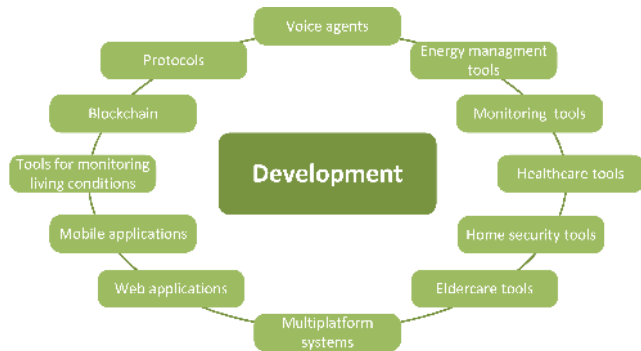 Voice agents
Protocols
Energy managment
tools
Blockchain
Monitoring tools
Development
Tools for monitoring
living conditions
Healthcare tools
Mobile applications
Home security tools
Web applications
Eldercare tools
Multiplatform
systems